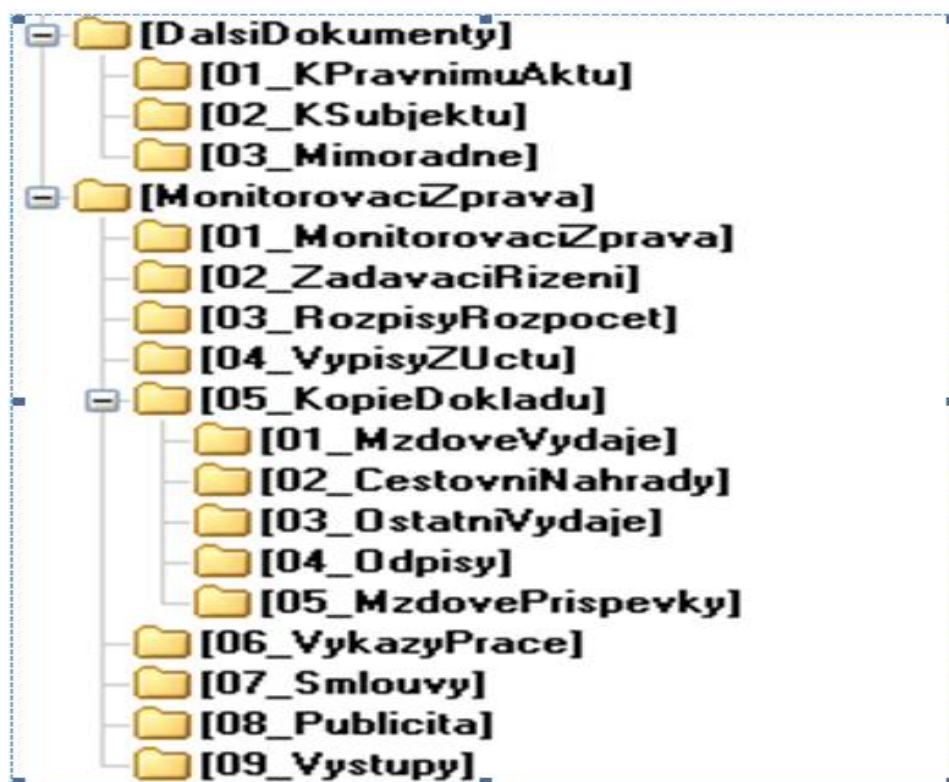 [DalsiDokumenty]
[01_KPravnimuAktu]
[02_KSubjektu]
[03_Mimoradne]
[MonitorovaciZprava]
[01_MonitorovaciZprava]
[02_ZadavaciRizeni]
[03_RozpisyRozpocet]
[04_VypisyZUctu]
[05_KopieDokladu]
[01_MzdoveVydaje]
[02_CestovniNahrady]
[03_OstatniVydaje]
[04_Odpisy]
[05_MzdovePrispevky]
[06_VykazyPrace]
[07_Smlouvy]
[08_Publicita]
[09_Vystupy]